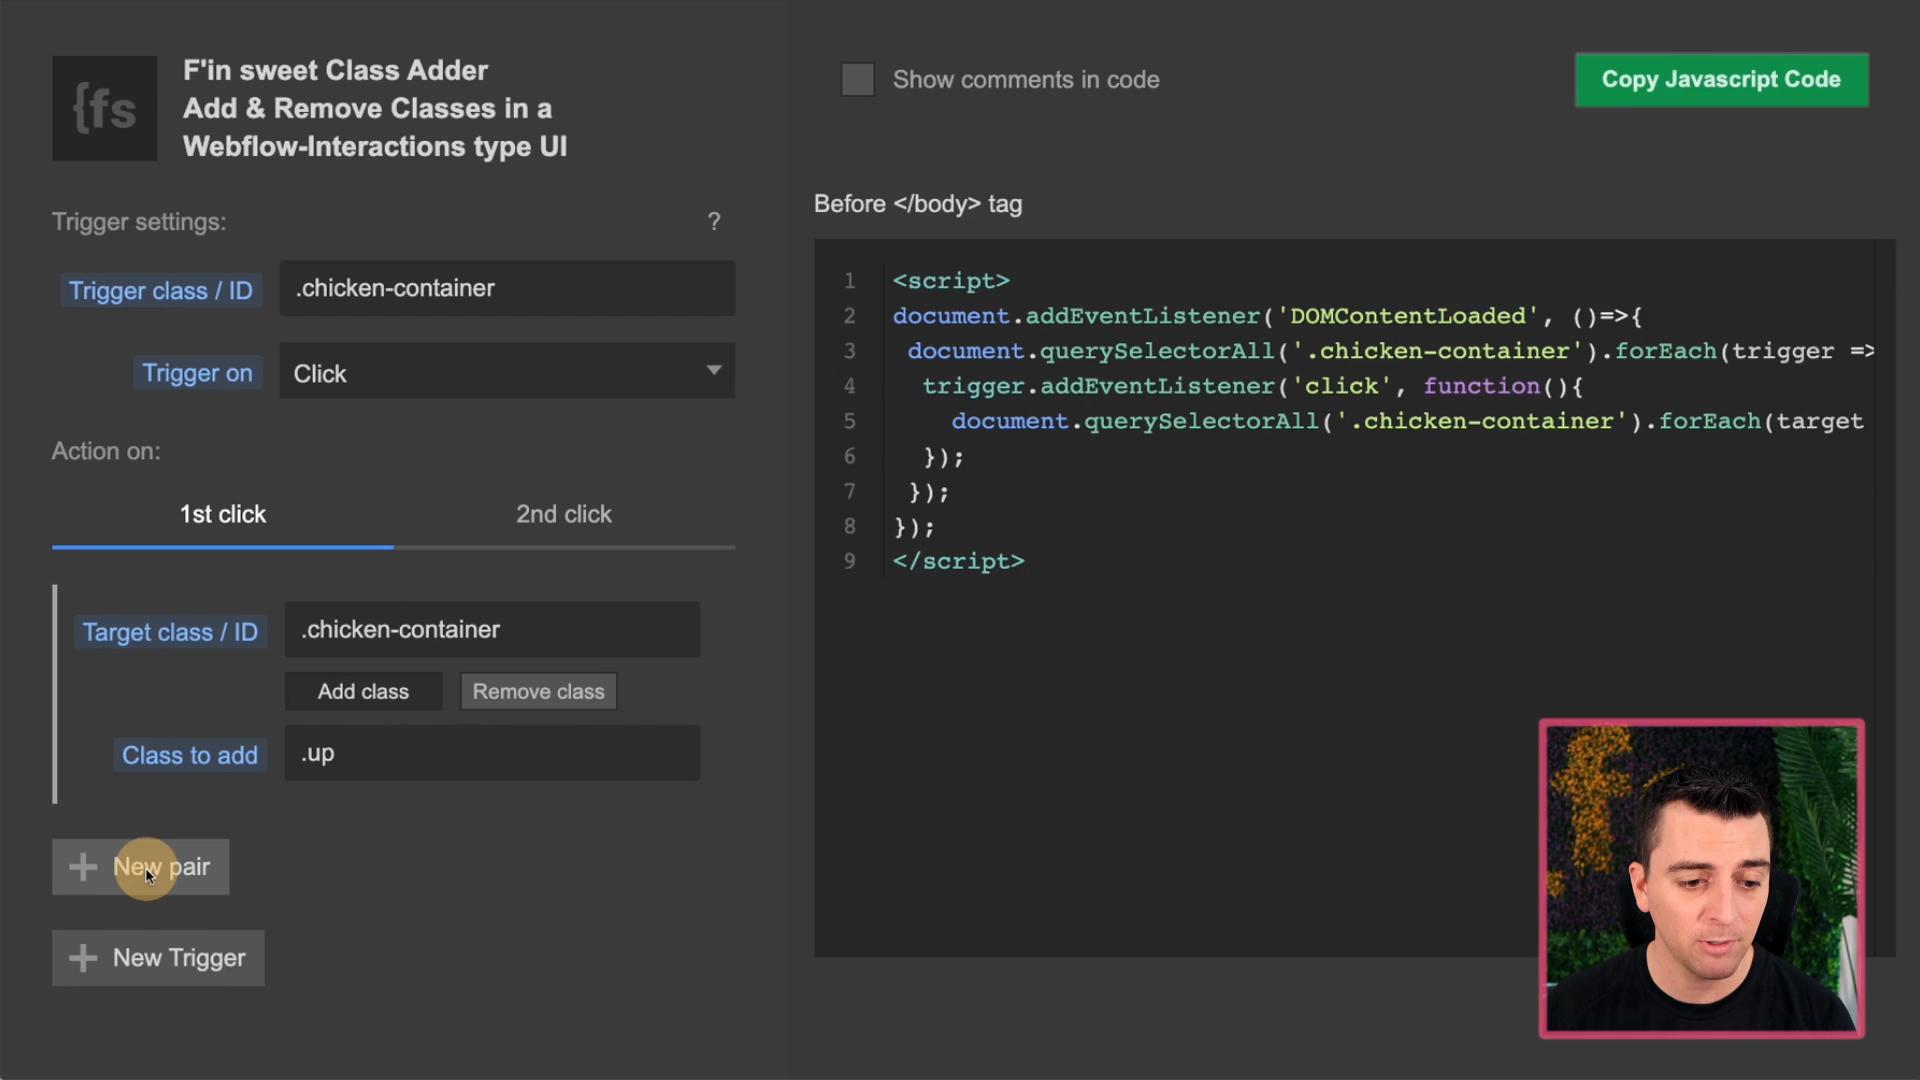 {fs
F'in sweet Class Adder
Add & Remove Classes in a
Webflow-Interactions type UI
Trigger settings:
?
Trigger class / ID
.chicken-container
Trigger on
Click
Action on:
1st click
2nd click
Target class / ID
.chicken-container
Add class
Remove class
Class to add
.up
New pair
New Trigger
Show comments in code
Copy Javascript Code
Before </body> tag
1 <script>
2 document.addEventListener('DOMContentLoaded', ()=>{
3 document.querySelectorAll('.chicken-container').forEach(trigger =>
4 trigger.addEventListener('click', function(){
5 document.querySelectorAll('.chicken-container').forEach(target
6 });
7 });
8 });
9 </script>